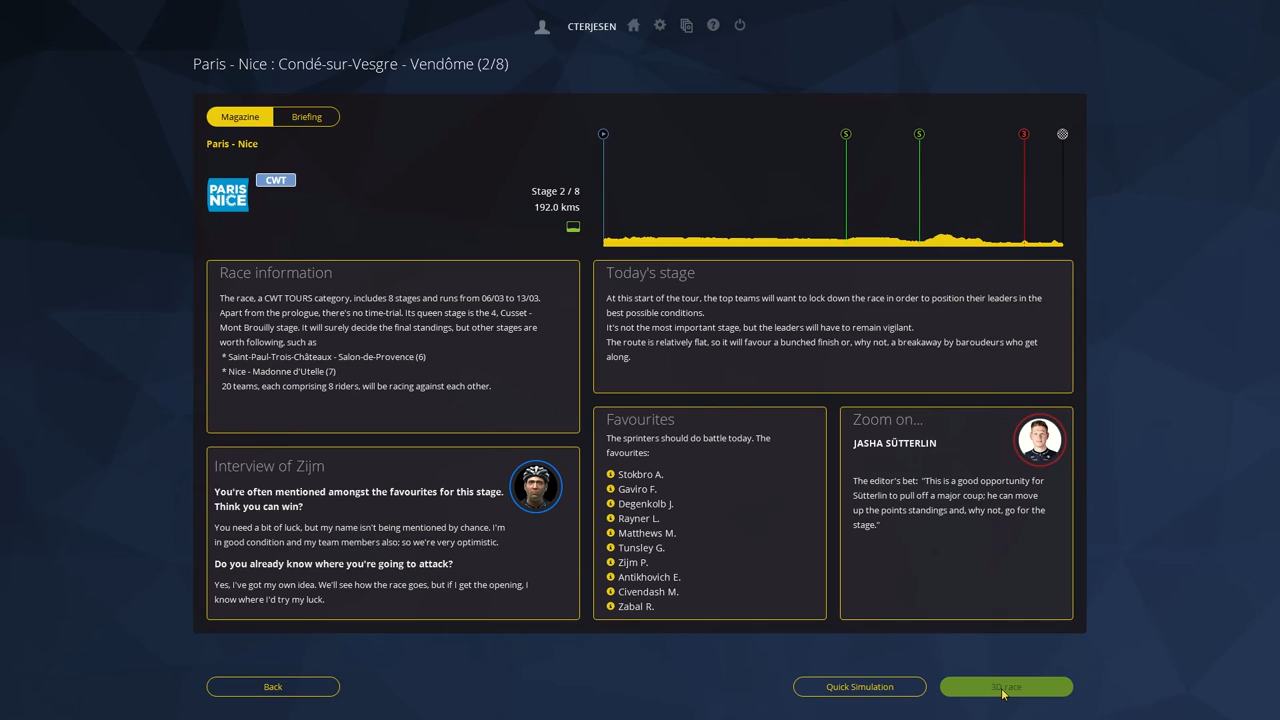 CTERJESEN
Paris - Nice : Condé-sur-Vesgre - Vendôme (2/8)
Magazine
Briefing
Paris - Nice
PARIS
NICE
CWT
Stage 2 / 8
192.0 kms
S
S
3
Race information
The race, a CWT TOURS category, includes 8 stages and runs from 06/03 to 13/03.
Apart from the prologue, there's no time-trial. Its queen stage is the 4, Cusset -
Mont Brouilly stage. It will surely decide the final standings, but other stages are
worth following, such as
* Saint-Paul-Trois-Châteaux - Salon-de-Provence (6)
* Nice - Madonne d'Utelle (7)
20 teams, each comprising 8 riders, will be racing against each other.
Today's stage
At this start of the tour, the top teams will want to lock down the race in order to position their leaders in the
best possible conditions.
It's not the most important stage, but the leaders will have to remain vigilant.
The route is relatively flat, so it will favour a bunched finish or, why not, a breakaway by baroudeurs who get
along.
Interview of Zijm
You're often mentioned amongst the favourites for this stage.
Think you can win?
You need a bit of luck, but my name isn't being mentioned by chance. I'm
in good condition and my team members also; so we're very optimistic.
Do you already know where you're going to attack?
Yes, I've got my own idea. We'll see how the race goes, but if I get the opening, I
know where I'd try my luck.
Favourites
The sprinters should do battle today. The
favourites:
Stokbro A.
Gaviro F.
Degenkolb J.
Rayner L.
Matthews M.
Tunsley G.
Zijm P.
Antikhovich E.
Civendash M.
Zabal R.
Zoom on...
JASHA SÜTTERLIN
The editor's bet: "This is a good opportunity for
Sütterlin to pull off a major coup; he can move
up the points standings and, why not, go for the
stage."
Back
Quick Simulation
3D race